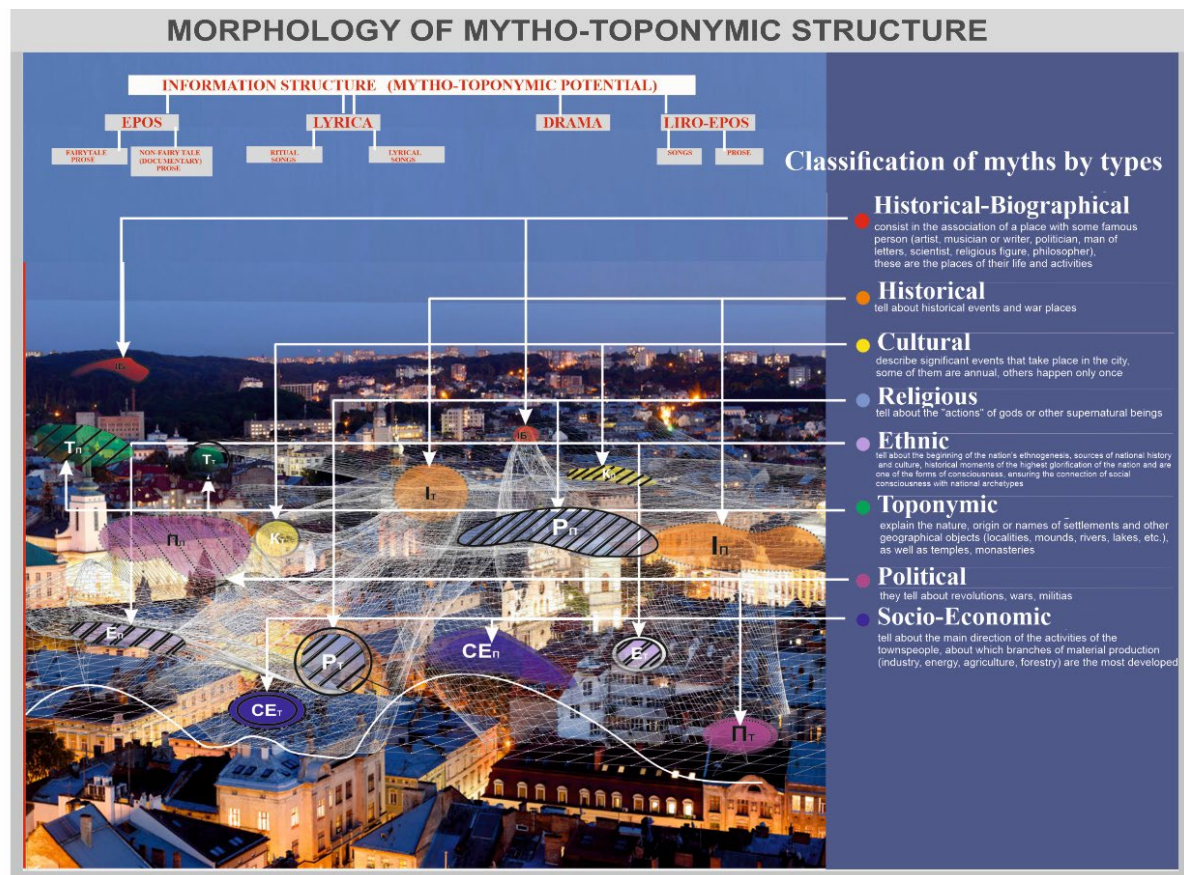 MORPHOLOGY OF MYTHO-TOPONYMIC STRUCTURE
INFORMATION STRUCTURE (MYTHO-TOPONYMIC POTENTIAL)
EPOS
LYRICA
DRAMA
LIRO-EPOS
FAIRYTALE
PROSE
NON-FAIRY TALE
(DOCUMENTARY)
PROSE
RITUAL
SONGS
LYRICAL
SONGS
SONGS
PROSE
Classification of myths by types
Historical-Biographical
consist in the association of a place with some famous
person (artist, musician or writer, politician, man of
letters, scientist, religious figure, philosopher),
these are the places of their life and activities
Historical
tell about historical events and war places
Cultural
describe significant events that take place in the city,
some of them are annual, others happen only once
Religious
tell about the "actions" of gods or other supernatural beings
Ethnic
tell about the beginning of the nation's ethnogenesis, sources of national history
and culture, historical moments of the highest glorification of the nation and are
one of the forms of consciousness, ensuring the connection of social
consciousness with national archetypes
Toponymic
explain the nature, origin or names of settlements and other
geographical objects (localities, mounds, rivers, lakes, etc.),
as well as temples, monasteries
Political
they tell about revolutions, wars, militias
Socio-Economic
tell about the main direction of the activities of the
townspeople, about which branches of material production
(industry, energy, agriculture, forestry) are the most developed
Тп
Тт
Іт
Кп
Рп
Іп
Пп
Кт
Еп
Рт
СЕп
Ет
СЕт
Пт